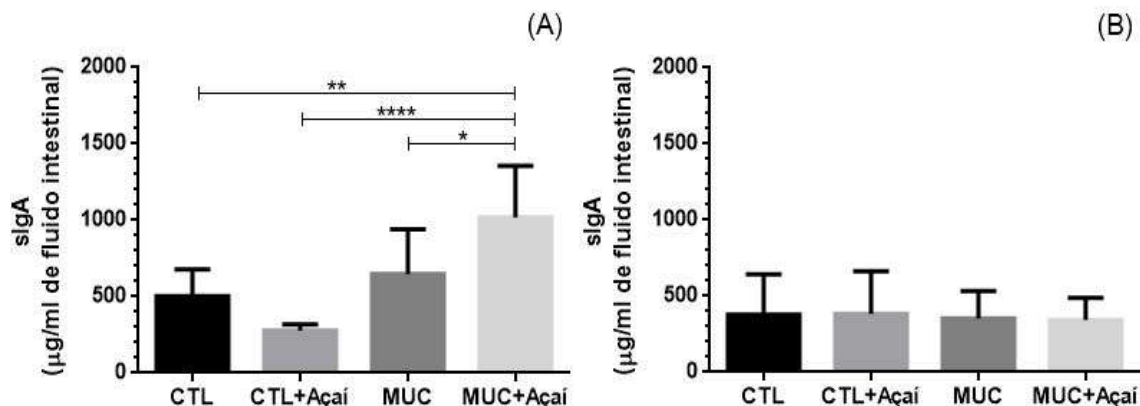 (A)
2000
1500
1000
500
0
sIgA
(µg/ml de fluido intestinal)
**
****
*
CTL
CTL+Açaí
MUC
MUC+Açaí
(B)
2000
1500
1000
500
0
sIgA
(µg/ml de fluido intestinal)
CTL
CTL+Açaí
MUC
MUC+Açaí